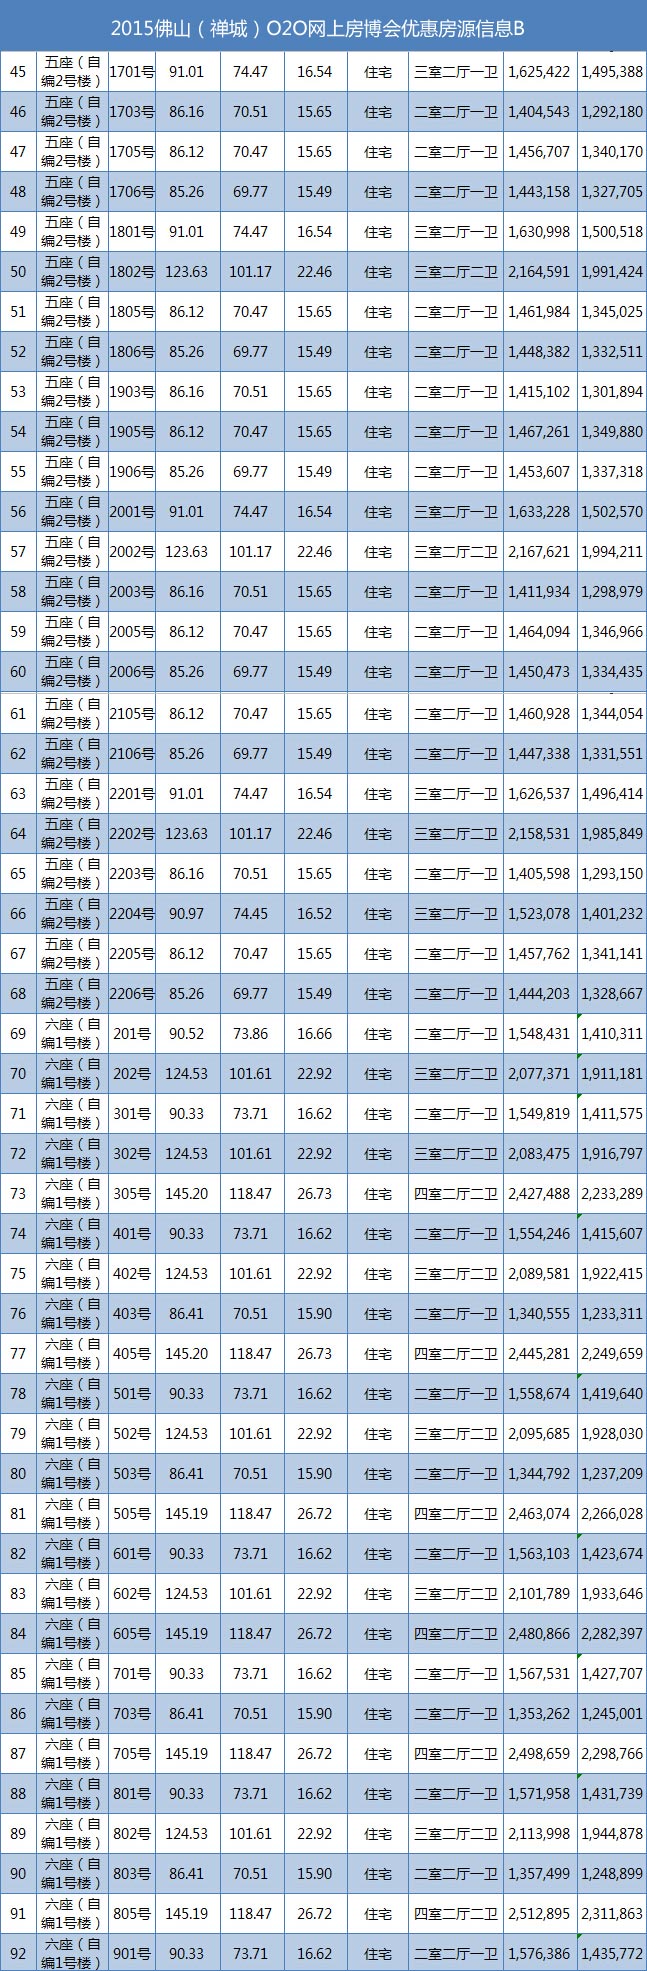 2015佛山（禅城）O2O网上房博会优惠房源信息B
45 五座（自编2号楼） 1701号 91.01 74.47 16.54 住宅 三室二厅一卫 1,625,422 1,495,388
46 五座（自编2号楼） 1703号 86.16 70.51 15.65 住宅 二室二厅一卫 1,404,543 1,292,180
47 五座（自编2号楼） 1705号 86.12 70.47 15.65 住宅 二室二厅一卫 1,456,707 1,340,170
48 五座（自编2号楼） 1706号 85.26 69.77 15.49 住宅 二室二厅一卫 1,443,158 1,327,705
49 五座（自编2号楼） 1801号 91.01 74.47 16.54 住宅 三室二厅一卫 1,630,998 1,500,518
50 五座（自编2号楼） 1802号 123.63 101.17 22.46 住宅 三室二厅二卫 2,164,591 1,991,424
51 五座（自编2号楼） 1805号 86.12 70.47 15.65 住宅 二室二厅一卫 1,461,984 1,345,025
52 五座（自编2号楼） 1806号 85.26 69.77 15.49 住宅 二室二厅一卫 1,448,382 1,332,511
53 五座（自编2号楼） 1903号 86.16 70.51 15.65 住宅 二室二厅一卫 1,415,102 1,301,894
54 五座（自编2号楼） 1905号 86.12 70.47 15.65 住宅 二室二厅一卫 1,467,261 1,349,880
55 五座（自编2号楼） 1906号 85.26 69.77 15.49 住宅 二室二厅一卫 1,453,607 1,337,318
56 五座（自编2号楼） 2001号 91.01 74.47 16.54 住宅 三室二厅一卫 1,633,228 1,502,570
57 五座（自编2号楼） 2002号 123.63 101.17 22.46 住宅 三室二厅二卫 2,167,621 1,994,211
58 五座（自编2号楼） 2003号 86.16 70.51 15.65 住宅 二室二厅一卫 1,411,934 1,298,979
59 五座（自编2号楼） 2005号 86.12 70.47 15.65 住宅 二室二厅一卫 1,464,094 1,346,966
60 五座（自编2号楼） 2006号 85.26 69.77 15.49 住宅 二室二厅一卫 1,450,473 1,334,435
61 五座（自编2号楼） 2105号 86.12 70.47 15.65 住宅 二室二厅一卫 1,460,928 1,344,054
62 五座（自编2号楼） 2106号 85.26 69.77 15.49 住宅 二室二厅一卫 1,447,338 1,331,551
63 五座（自编2号楼） 2201号 91.01 74.47 16.54 住宅 三室二厅一卫 1,626,537 1,496,414
64 五座（自编2号楼） 2202号 123.63 101.17 22.46 住宅 三室二厅二卫 2,158,531 1,985,849
65 五座（自编2号楼） 2203号 86.16 70.51 15.65 住宅 二室二厅一卫 1,405,598 1,293,150
66 五座（自编2号楼） 2204号 90.97 74.45 16.52 住宅 三室二厅一卫 1,523,078 1,401,232
67 五座（自编2号楼） 2205号 86.12 70.47 15.65 住宅 二室二厅一卫 1,457,762 1,341,141
68 五座（自编2号楼） 2206号 85.26 69.77 15.49 住宅 二室二厅一卫 1,444,203 1,328,667
69 六座（自编1号楼） 201号 90.52 73.86 16.66 住宅 二室二厅一卫 1,548,431 1,410,311
70 六座（自编1号楼） 202号 124.53 101.61 22.92 住宅 三室二厅二卫 2,077,371 1,911,181
71 六座（自编1号楼） 301号 90.33 73.71 16.62 住宅 二室二厅一卫 1,549,819 1,411,575
72 六座（自编1号楼） 302号 124.53 101.61 22.92 住宅 三室二厅二卫 2,083,475 1,916,797
73 六座（自编1号楼） 305号 145.20 118.47 26.73 住宅 四室二厅二卫 2,427,488 2,233,289
74 六座（自编1号楼） 401号 90.33 73.71 16.62 住宅 二室二厅一卫 1,554,246 1,415,607
75 六座（自编1号楼） 402号 124.53 101.61 22.92 住宅 三室二厅二卫 2,089,581 1,922,415
76 六座（自编1号楼） 403号 86.41 70.51 15.90 住宅 二室二厅一卫 1,340,555 1,233,311
77 六座（自编1号楼） 405号 145.20 118.47 26.73 住宅 四室二厅二卫 2,445,281 2,249,659
78 六座（自编1号楼） 501号 90.33 73.71 16.62 住宅 二室二厅一卫 1,558,674 1,419,640
79 六座（自编1号楼） 502号 124.53 101.61 22.92 住宅 三室二厅二卫 2,095,685 1,928,030
80 六座（自编1号楼） 503号 86.41 70.51 15.90 住宅 二室二厅一卫 1,344,792 1,237,209
81 六座（自编1号楼） 505号 145.19 118.47 26.72 住宅 四室二厅二卫 2,463,074 2,266,028
82 六座（自编1号楼） 601号 90.33 73.71 16.62 住宅 二室二厅一卫 1,563,103 1,423,674
83 六座（自编1号楼） 602号 124.53 101.61 22.92 住宅 三室二厅二卫 2,101,789 1,933,646
84 六座（自编1号楼） 605号 145.19 118.47 26.72 住宅 四室二厅二卫 2,480,866 2,282,397
85 六座（自编1号楼） 701号 90.33 73.71 16.62 住宅 二室二厅一卫 1,567,531 1,427,707
86 六座（自编1号楼） 703号 86.41 70.51 15.90 住宅 二室二厅一卫 1,353,262 1,245,001
87 六座（自编1号楼） 705号 145.19 118.47 26.72 住宅 四室二厅二卫 2,498,659 2,298,766
88 六座（自编1号楼） 801号 90.33 73.71 16.62 住宅 二室二厅一卫 1,571,958 1,431,739
89 六座（自编1号楼） 802号 124.53 101.61 22.92 住宅 三室二厅二卫 2,113,998 1,944,878
90 六座（自编1号楼） 803号 86.41 70.51 15.90 住宅 二室二厅一卫 1,357,499 1,248,899
91 六座（自编1号楼） 805号 145.19 118.47 26.72 住宅 四室二厅二卫 2,512,895 2,311,863
92 六座（自编1号楼） 901号 90.33 73.71 16.62 住宅 二室二厅一卫 1,576,386 1,435,772